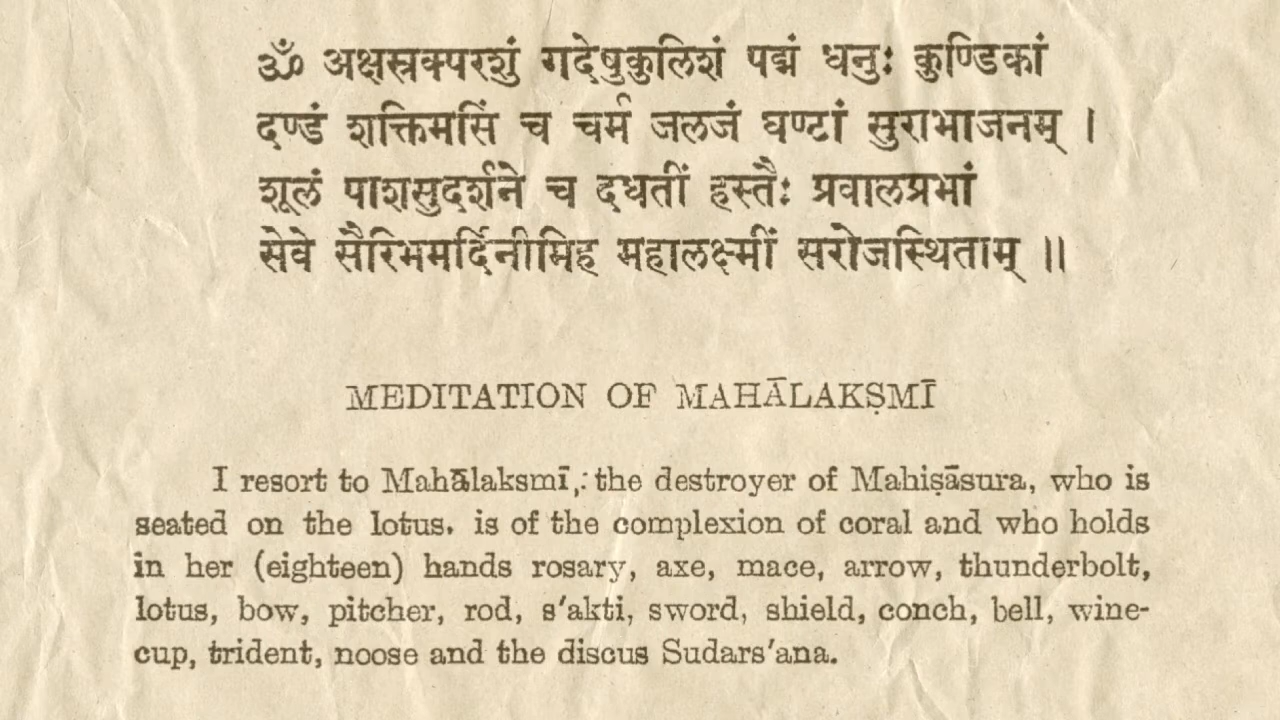 ॐ अक्षस्रक्परशुं गदेषुकुलिशं पद्मं धनुः कुण्डिकां
दण्डं शक्तिमसिं च चर्म जलजं घण्टां सुराभाजनम् ।
शूलं पाशसुदर्शने च दधतीं हस्तैः प्रवालप्रभां
सेवे सैरिभमर्दिनीमिह महालक्ष्मीं सरोजस्थिताम् ॥
MEDITATION OF MAHĀLAKṢMĪ
I resort to Mahālaksmī,: the destroyer of Mahiṣāsura, who is
seated on the lotus. is of the complexion of coral and who holds
in her (eighteen) hands rosary, axe, mace, arrow, thunderbolt,
lotus, bow, pitcher, rod, s'akti, sword, shield, conch, bell, wine-
cup, trident, noose and the discus Sudars'ana.